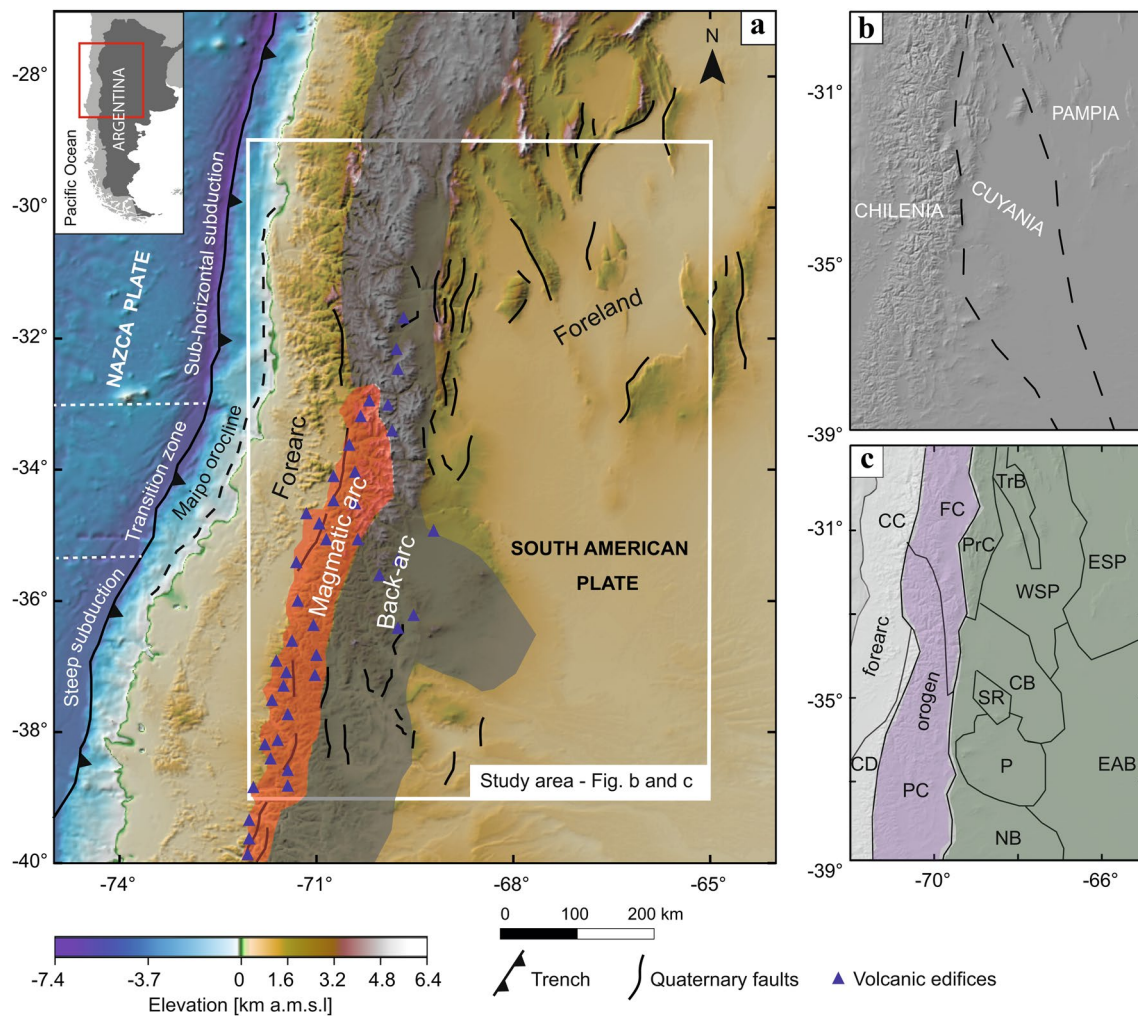 a
N
-28°
-30°
-32°
-34°
-36°
-38°
-40°
-74°
-71°
-68°
-65°
Pacific Ocean
ARGENTINA
NAZCA PLATE
Sub-horizontal subduction
Transition zone
Steep subduction
Maipo orocline
Forearc
Magmatic arc
Back-arc
Foreland
SOUTH AMERICAN
PLATE
Study area - Fig. b and c
b
-31°
-35°
-39°
CHILENIA
CUYANIA
PAMPIA
c
-31°
-35°
-39°
-70°
-66°
CC
FC
TrB
PrC
ESP
WSP
forearc
orogen
CB
SR
CD
PC
P
EAB
NB
-7.4
-3.7
0
1.6
3.2
4.8
6.4
Elevation [km a.m.s.l]
0
100
200 km
Trench
Quaternary faults
Volcanic edifices